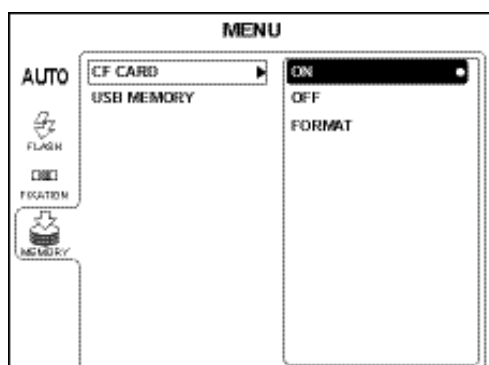 MENU
AUTO
CF CARD
ON
USB MEMORY
OFF
FORMAT
FLASH
FIXATION
MEMORY